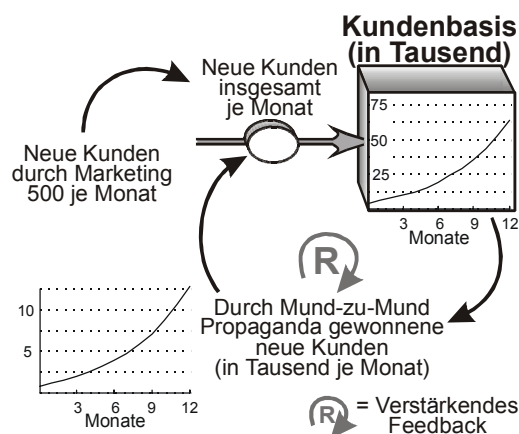 Kundenbasis
(in Tausend)
Neue Kunden
insgesamt
je Monat
75
50
25
3 6 9 12
Monate
Neue Kunden
durch Marketing
500 je Monat
R
Durch Mund-zu-Mund
Propaganda gewonnene
neue Kunden
(in Tausend je Monat)
10
5
3 6 9 12
Monate
R = Verstärkendes
Feedback